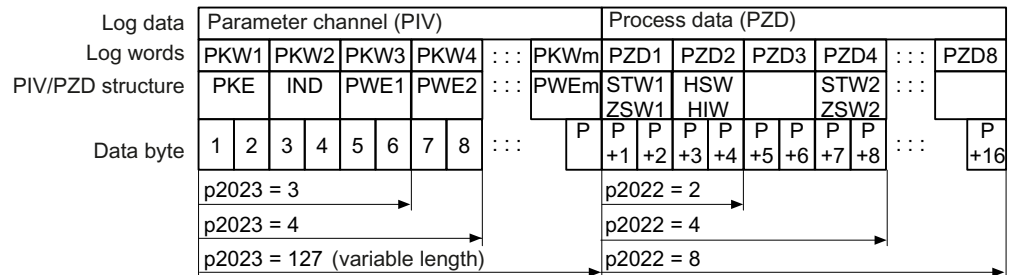 Log data Parameter channel (PIV) Process data (PZD)
Log words PKW1 PKW2 PKW3 PKW4 : : : PKWm PZD1 PZD2 PZD3 PZD4 : : : PZD8
PIV/PZD structure PKE IND PWE1 PWE2 : : : PWEm STW1 HSW STW2
ZSW1 HIW ZSW2
Data byte 1 2 3 4 5 6 7 8 : : : P P P P P P P P P : : : P
+1 +2 +3 +4 +5 +6 +7 +8 +16
p2023 = 3 p2022 = 2
p2023 = 4 p2022 = 4
p2023 = 127 (variable length) p2022 = 8